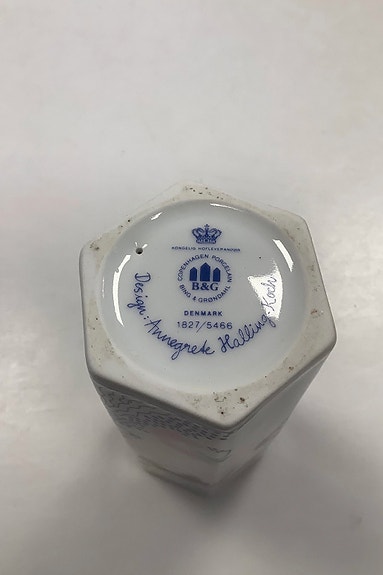 KONGELIG HOFLEVERANDØR
COPENHAGEN PORCELAIN
B&G
BING & GRØNDAHL
DENMARK
1827/5466
Design: Annegrete Halling-Koch